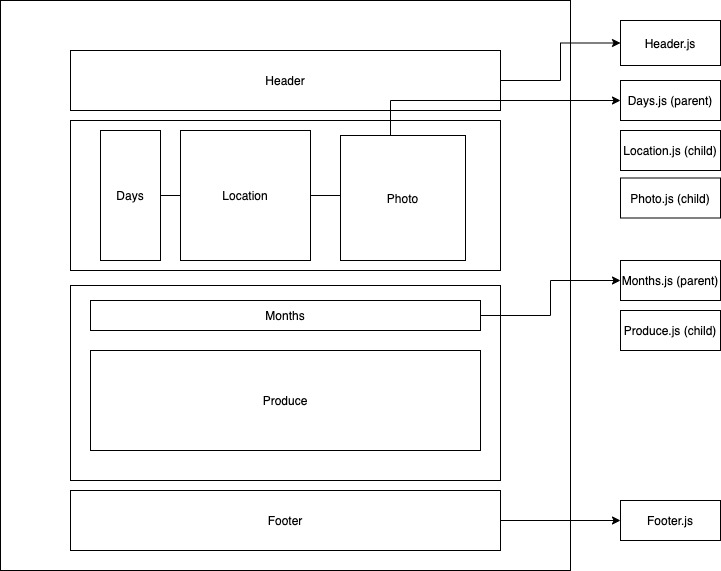 Header
Header.js
Days.js (parent)
Days
Location
Photo
Location.js (child)
Photo.js (child)
Months
Months.js (parent)
Produce.js (child)
Produce
Footer
Footer.js